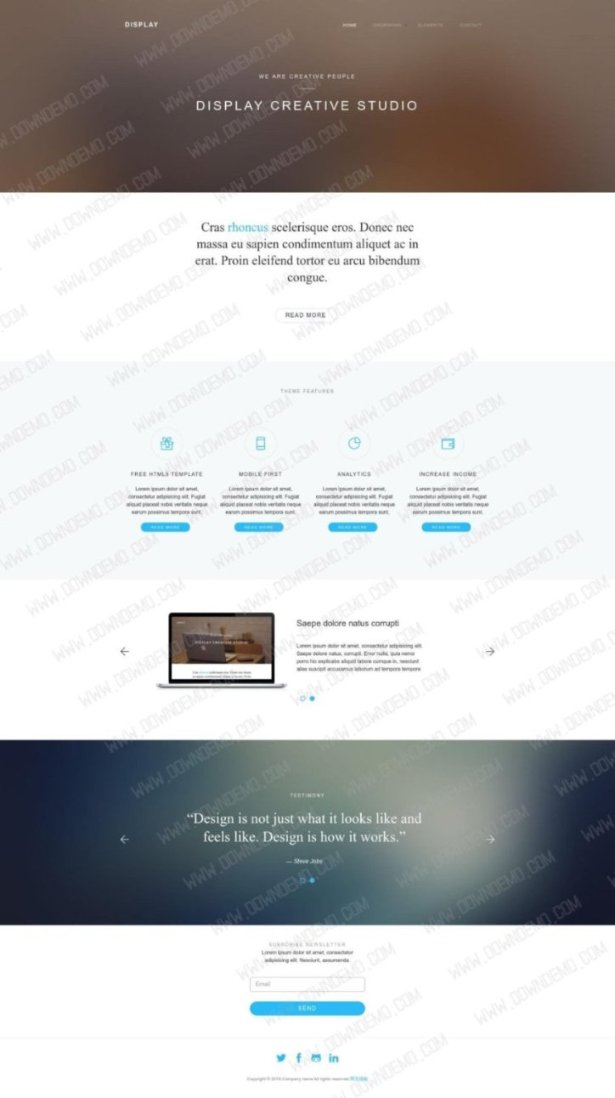 DISPLAY
HOME
ELEMENTS
CONTACT
WE ARE CREATIVE PEOPLE
DISPLAY CREATIVE STUDIO
Cras rhoncus scelerisque eros. Donec nec
massa eu sapien condimentum aliquet ac in
erat. Proin eleifend tortor eu arcu bibendum
congue.
READ MORE
THEME FEATURES
FREE HTML5 TEMPLATE
Lorem ipsum dolor sit amet,
consectetur adipisicing elit. Fugiat
aliquid placeat veritatis neque
earum possimus tempora sunt.
READ MORE
MOBILE FIRST
Lorem ipsum dolor sit amet,
consectetur adipisicing elit. Fugiat
aliquid placeat veritatis neque
earum possimus tempora sunt.
READ MORE
ANALYTICS
Lorem ipsum dolor sit amet,
consectetur adipisicing elit. Fugiat
aliquid placeat veritatis neque
earum possimus tempora sunt.
READ MORE
INCREASE INCOME
Lorem ipsum dolor sit amet,
consectetur adipisicing elit. Fugiat
aliquid placeat veritatis neque
earum possimus tempora sunt.
READ MORE
DISPLAY CREATIVE STUDIO
Saepe dolore natus corrupti
Lorem ipsum dolor sit amet, consectetur adipisicing elit.
Saepe dolore natus, corrupti. Error nulla, quia nemo
porro hic explicabo aliquid labore cumque in, nesciunt
alias suscipit accusamus laborum ad tempore tempora
TESTIMONY
“Design is not just what it looks like and
feels like. Design is how it works.”
— Steve Jobs
SUBSCRIBE NEWSLETTER
Lorem ipsum dolor sit amet, consectetur
adipisicing elit. Nesciunt, assumenda.
Email
SEND
Copyright © 2016.Company name All rights reserved.
WWW.DOWNDEMO.COM